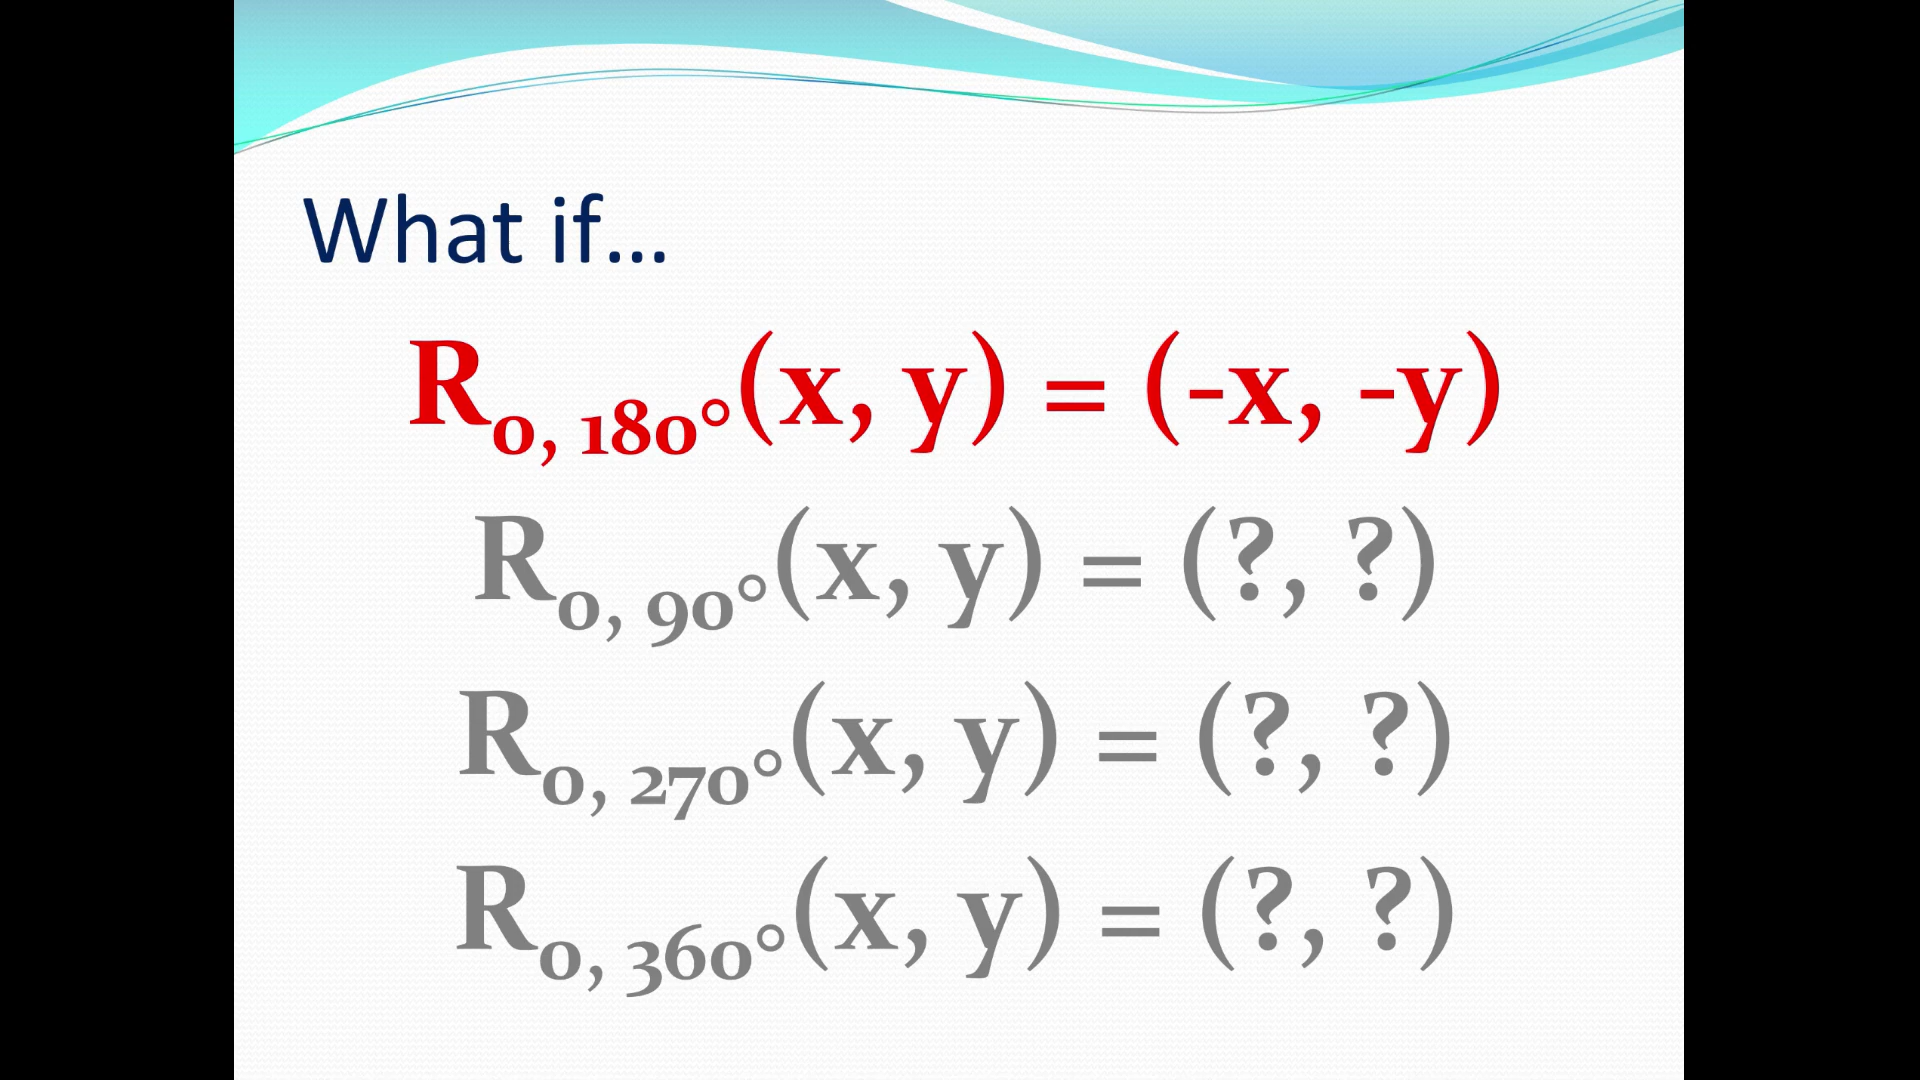 What if...
R₀, ₁₈₀°(x, y) = (-x, -y)
R₀, ₉₀°(x, y) = (?, ?)
R₀, ₂₇₀°(x, y) = (?, ?)
R₀, ₃₆₀°(x, y) = (?, ?)